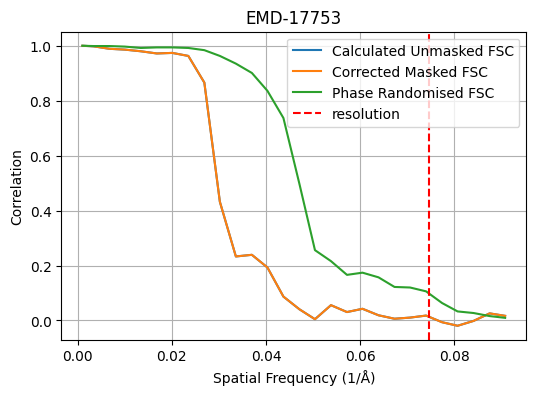 EMD-17753
Calculated Unmasked FSC
Corrected Masked FSC
Phase Randomised FSC
resolution
Correlation
1.0
0.8
0.6
0.4
0.2
0.0
0.00 0.02 0.04 0.06 0.08
Spatial Frequency (1/Å)